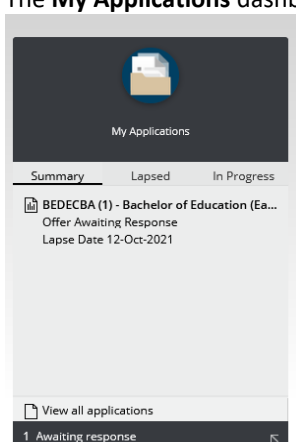 The My Applications dashb
My Applications
Summary Lapsed In Progress
BEDECBA (1) - Bachelor of Education (Ea...
Offer Awaiting Response
Lapse Date 12-Oct-2021
View all applications
1 Awaiting response